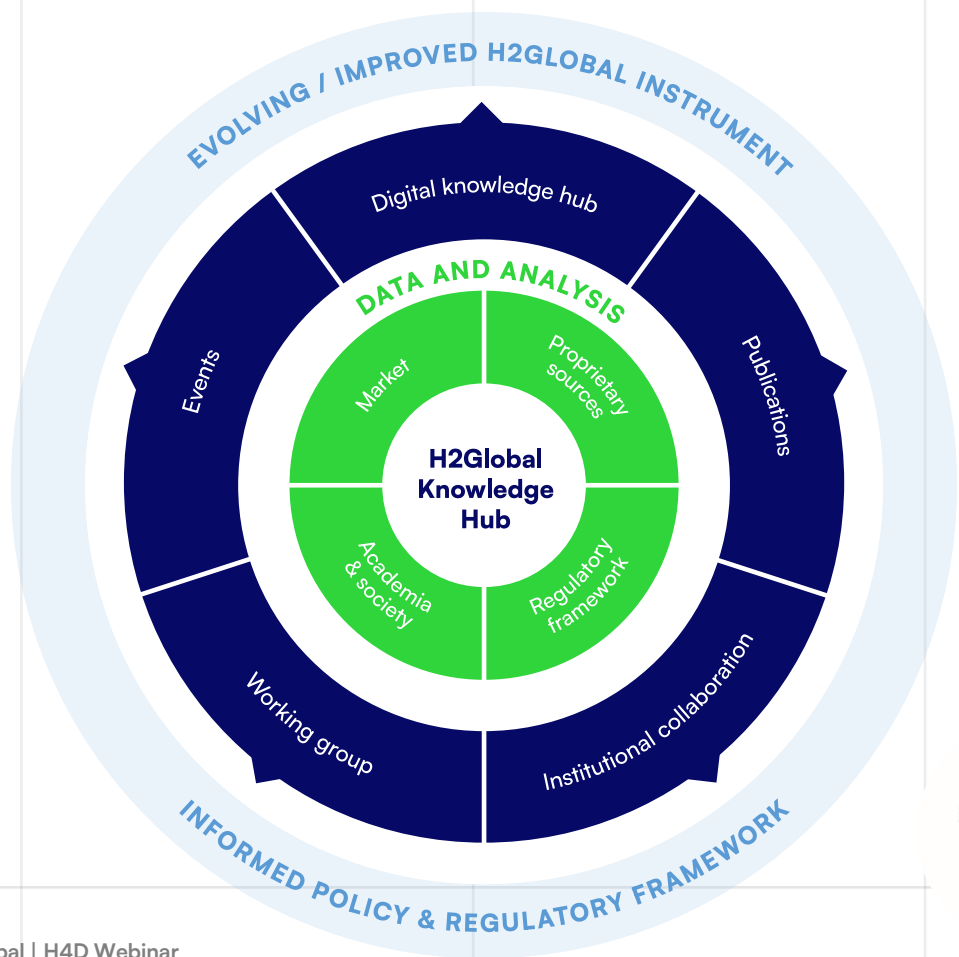 EVOLVING / IMPROVED H2GLOBAL INSTRUMENT
Digital knowledge hub
DATA AND ANALYSIS
Events
Market
Proprietary
sources
Publications
H2Global
Knowledge
Hub
Academia
& society
Regulatory
framework
Working group
Institutional collaboration
INFORMED POLICY & REGULATORY FRAMEWORK
| H4D Webinar